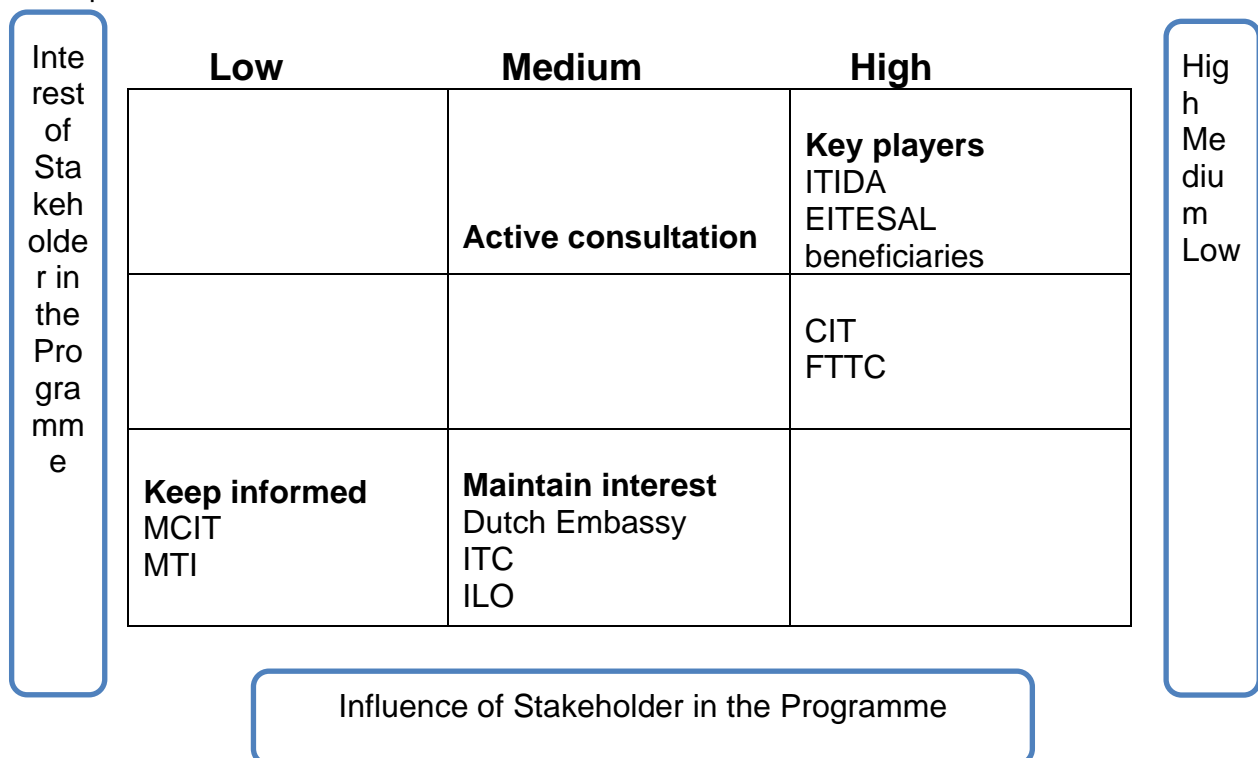 Inte
rest
of
Sta
keh
olde
r in
the
Pro
gra
mm
e
Low Medium High
Active consultation
Key players
ITIDA
EITESAL
beneficiaries
CIT
FTTC
Keep informed
MCIT
MTI
Maintain interest
Dutch Embassy
ITC
ILO
Hig
h
Me
diu
m
Low
Influence of Stakeholder in the Programme